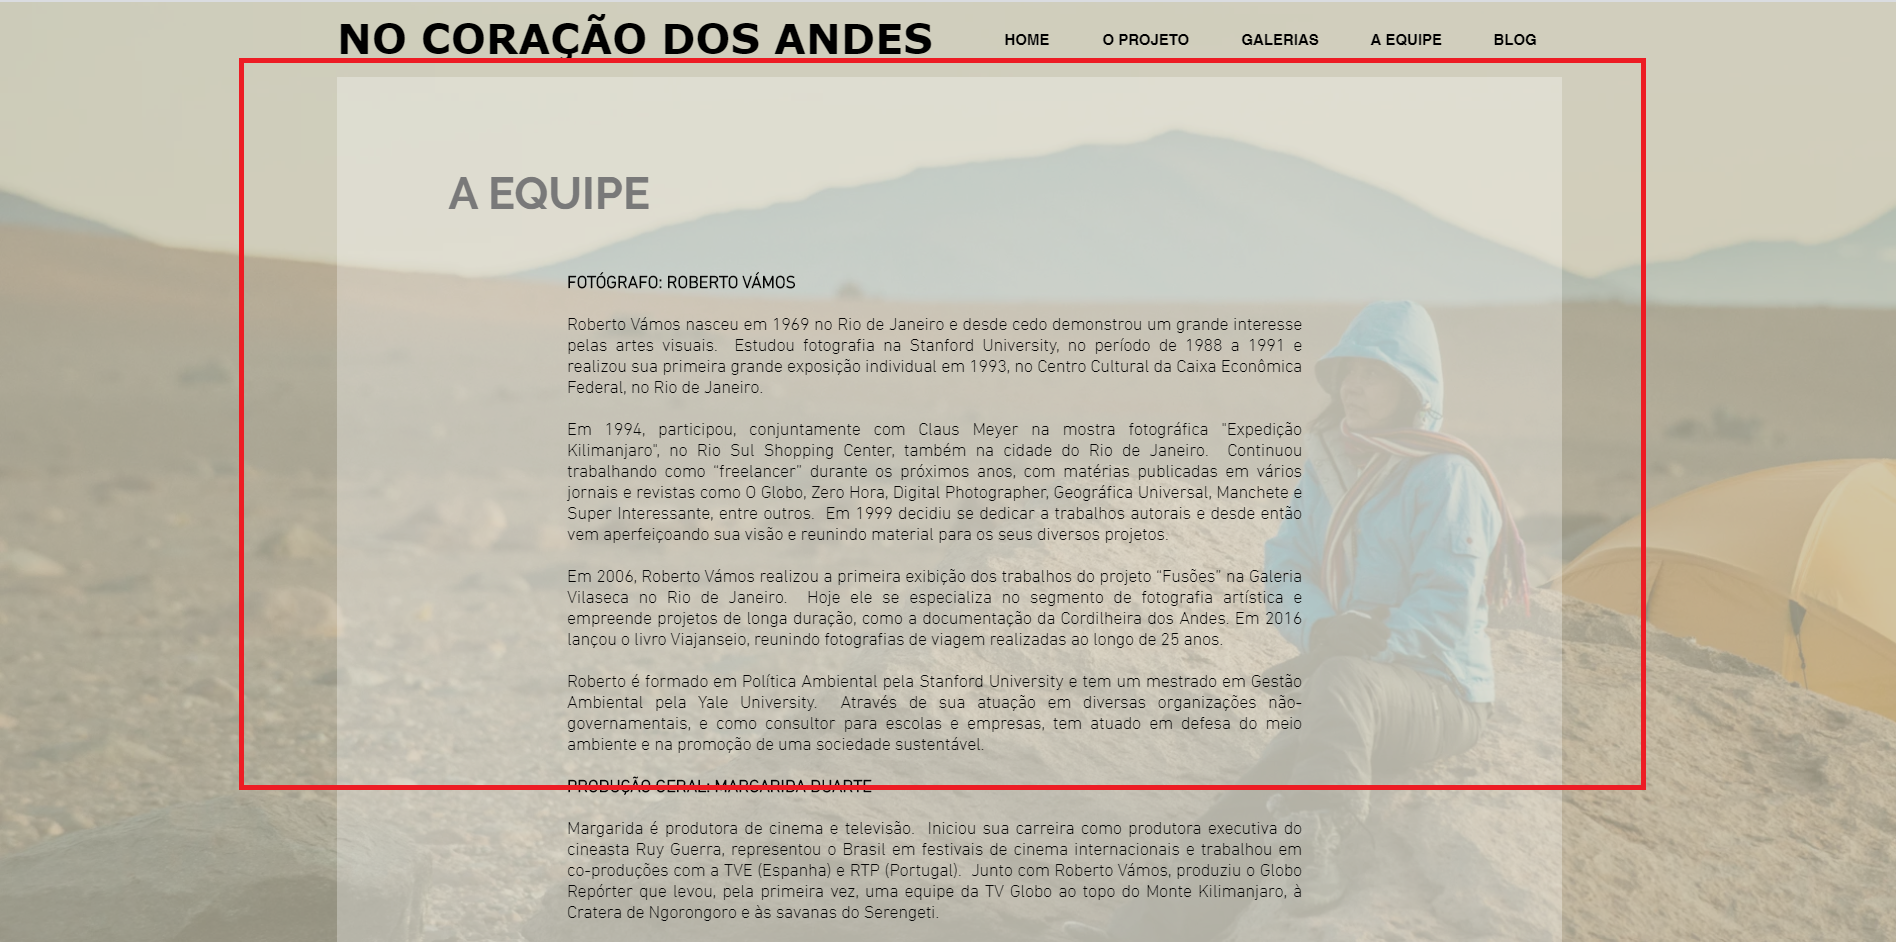 NO CORAÇÃO DOS ANDES
HOME O PROJETO GALERIAS A EQUIPE BLOG
A EQUIPE
FOTÓGRAFO: ROBERTO VÁMOS
Roberto Vámos nasceu em 1969 no Rio de Janeiro e desde cedo demonstrou um grande interesse
pelas artes visuais. Estudou fotografia na Stanford University, no período de 1988 a 1991 e
realizou sua primeira grande exposição individual em 1993, no Centro Cultural da Caixa Econômica
Federal, no Rio de Janeiro.
Em 1994, participou, conjuntamente com Claus Meyer na mostra fotográfica "Expedição
Kilimanjaro", no Rio Sul Shopping Center, também na cidade do Rio de Janeiro. Continuou
trabalhando como “freelancer” durante os próximos anos, com matérias publicadas em vários
jornais e revistas como O Globo, Zero Hora, Digital Photographer, Geográfica Universal, Manchete e
Super Interessante, entre outros. Em 1999 decidiu se dedicar a trabalhos autorais e desde então
vem aperfeiçoando sua visão e reunindo material para os seus diversos projetos.
Em 2006, Roberto Vámos realizou a primeira exibição dos trabalhos do projeto “Fusões” na Galeria
Vilaseca no Rio de Janeiro. Hoje ele se especializa no segmento de fotografia artística e
empreende projetos de longa duração, como a documentação da Cordilheira dos Andes. Em 2016
lançou o livro Viajanseio, reunindo fotografias de viagem realizadas ao longo de 25 anos.
Roberto é formado em Política Ambiental pela Stanford University e tem um mestrado em Gestão
Ambiental pela Yale University. Através de sua atuação em diversas organizações não-
governamentais, e como consultor para escolas e empresas, tem atuado em defesa do meio
ambiente e na promoção de uma sociedade sustentável.
PRODUÇÃO GERAL: MARGARIDA DUARTE
Margarida é produtora de cinema e televisão. Iniciou sua carreira como produtora executiva do
cineasta Ruy Guerra, representou o Brasil em festivais de cinema internacionais e trabalhou em
co-produções com a TVE (Espanha) e RTP (Portugal). Junto com Roberto Vámos, produziu o Globo
Repórter que levou, pela primeira vez, uma equipe da TV Globo ao topo do Monte Kilimanjaro, à
Cratera de Ngorongoro e às savanas do Serengeti.